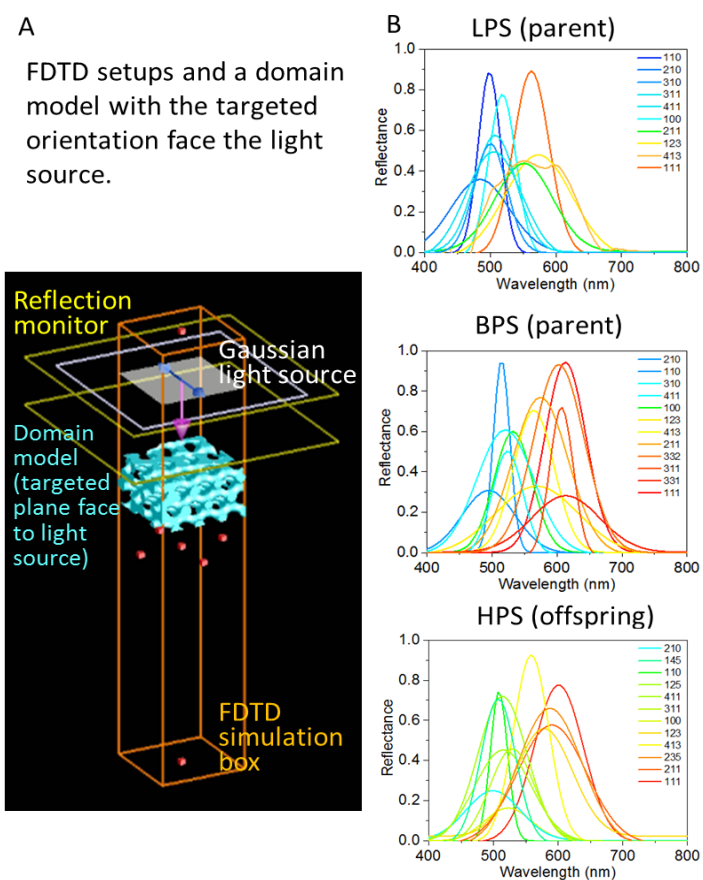 A
FDTD setups and a domain
model with the targeted
orientation face the light
source.
Reflection
monitor
Gaussian
light source
Domain
model
(targeted
plane face
to light
source)
FDTD
simulation
box
B
LPS (parent)
1.0
0.8
0.6
0.4
0.2
0.0
Reflectance
400 500 600 700 800
Wavelength (nm)
110
210
310
311
411
100
211
123
413
111
BPS (parent)
1.0
0.8
0.6
0.4
0.2
0.0
Reflectance
400 500 600 700 800
Wavelength (nm)
210
110
310
411
100
123
413
211
332
311
331
111
HPS (offspring)
1.0
0.8
0.6
0.4
0.2
0.0
Reflectance
400 500 600 700 800
Wavelength (nm)
210
145
110
125
411
311
100
123
413
235
211
111